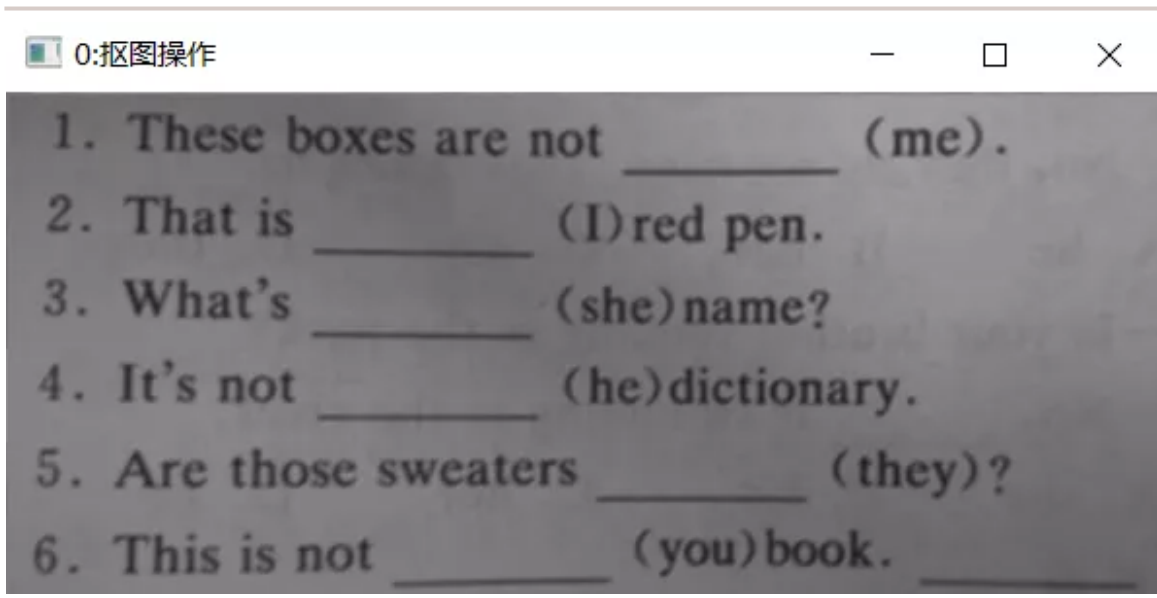 0:抠图操作
1. These boxes are not ________ (me).
2. That is ________ (I)red pen.
3. What's ________ (she)name?
4. It's not ________ (he)dictionary.
5. Are those sweaters ________ (they)?
6. This is not ________ (you)book. ________